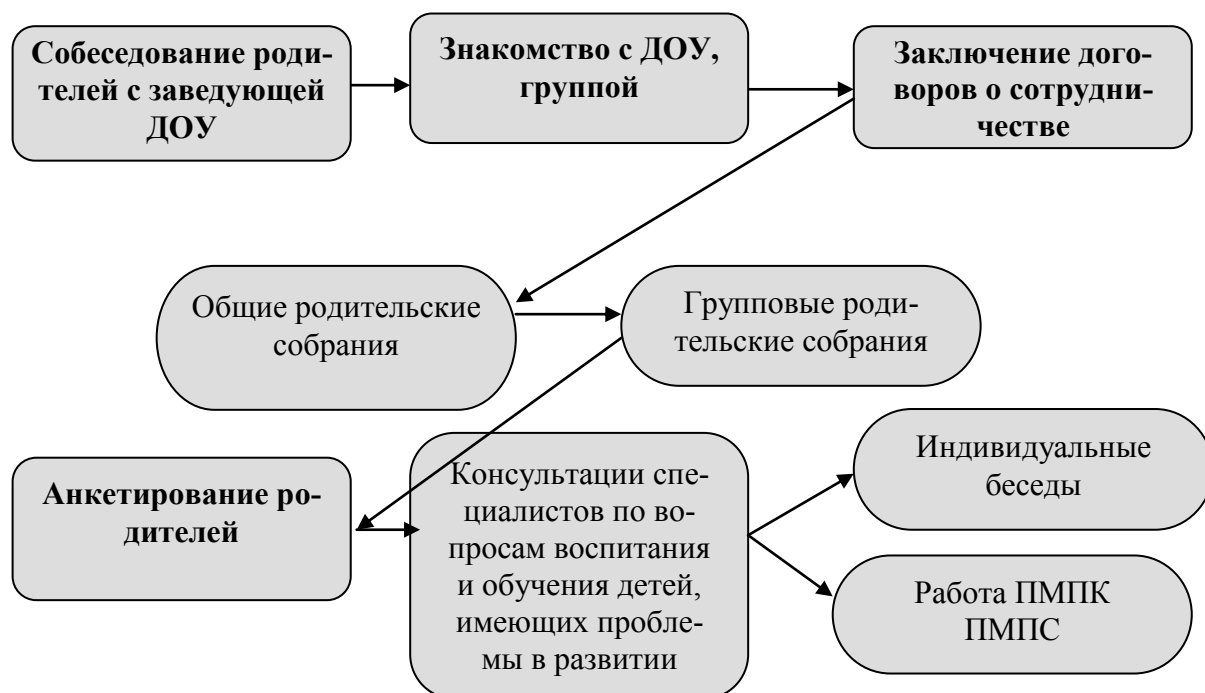 Собеседование роди-
телей с заведующей
ДОУ
Знакомство с ДОУ,
группой
Заключение дого-
воров о сотрудни-
честве
Общие родительские
собрания
Групповые роди-
тельские собрания
Анкетирование ро-
дителей
Консультации спе-
циалистов по во-
просам воспитания
и обучения детей,
имеющих пробле-
мы в развитии
Индивидуальные
беседы
Работа ПМПК
ПМПС